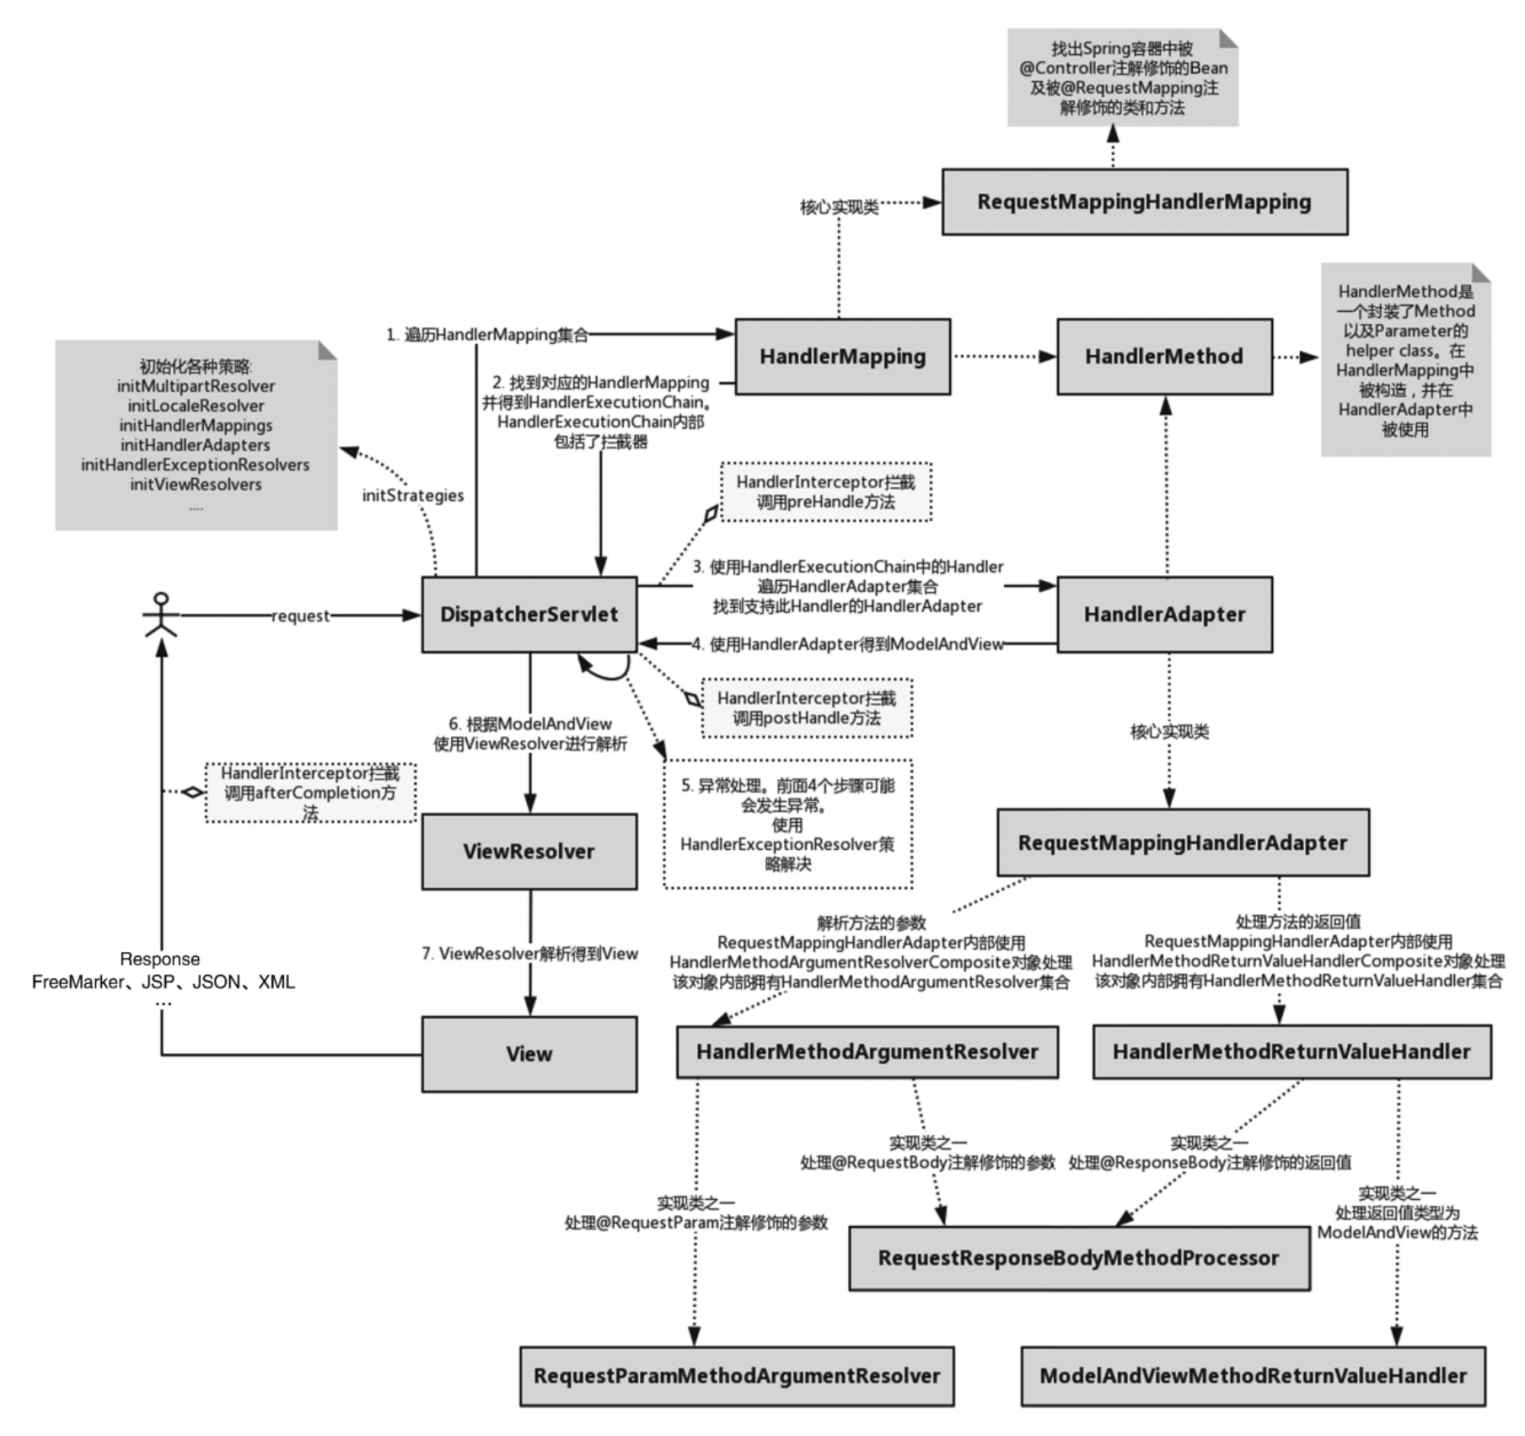 找出Spring容器中被
@Controller注解修饰的Bean
及被@RequestMapping注
解修饰的类和方法
RequestMappingHandlerMapping
核心实现类
HandlerMethod是
一个封装了Method
以及Parameter的
helper class。在
HandlerMapping中
被构造，并在
HandlerAdapter中
被使用
1. 遍历HandlerMapping集合
HandlerMapping
HandlerMethod
初始化各种策略:
initMultipartResolver
initLocaleResolver
initHandlerMappings
initHandlerAdapters
initHandlerExceptionResolvers
initViewResolvers
....
2. 找到对应的HandlerMapping
并得到HandlerExecutionChain。
HandlerExecutionChain内部
包括了拦截器
initStrategies
HandlerInterceptor拦截
调用preHandle方法
3. 使用HandlerExecutionChain中的Handler
遍历HandlerAdapter集合
找到支持此Handler的HandlerAdapter
request
DispatcherServlet
HandlerAdapter
4. 使用HandlerAdapter得到ModelAndView
HandlerInterceptor拦截
调用postHandle方法
6. 根据ModelAndView
使用ViewResolver进行解析
核心实现类
HandlerInterceptor拦截
调用afterCompletion方
法
5. 异常处理。前面4个步骤可能
会发生异常。
使用
HandlerExceptionResolver策
略解决
ViewResolver
RequestMappingHandlerAdapter
解析方法的参数
RequestMappingHandlerAdapter内部使用
HandlerMethodArgumentResolverComposite对象处理
该对象内部拥有HandlerMethodArgumentResolver集合
处理方法的返回值
RequestMappingHandlerAdapter内部使用
HandlerMethodReturnValueHandlerComposite对象处理
该对象内部拥有HandlerMethodReturnValueHandler集合
7. ViewResolver解析得到View
Response
FreeMarker、JSP、JSON、XML
...
View
HandlerMethodArgumentResolver
HandlerMethodReturnValueHandler
实现类之一
处理@RequestBody注解修饰的参数
实现类之一
处理@ResponseBody注解修饰的返回值
实现类之一
处理@RequestParam注解修饰的参数
实现类之一
处理返回值类型为
ModelAndView的方法
RequestResponseBodyMethodProcessor
RequestParamMethodArgumentResolver
ModelAndViewMethodReturnValueHandler